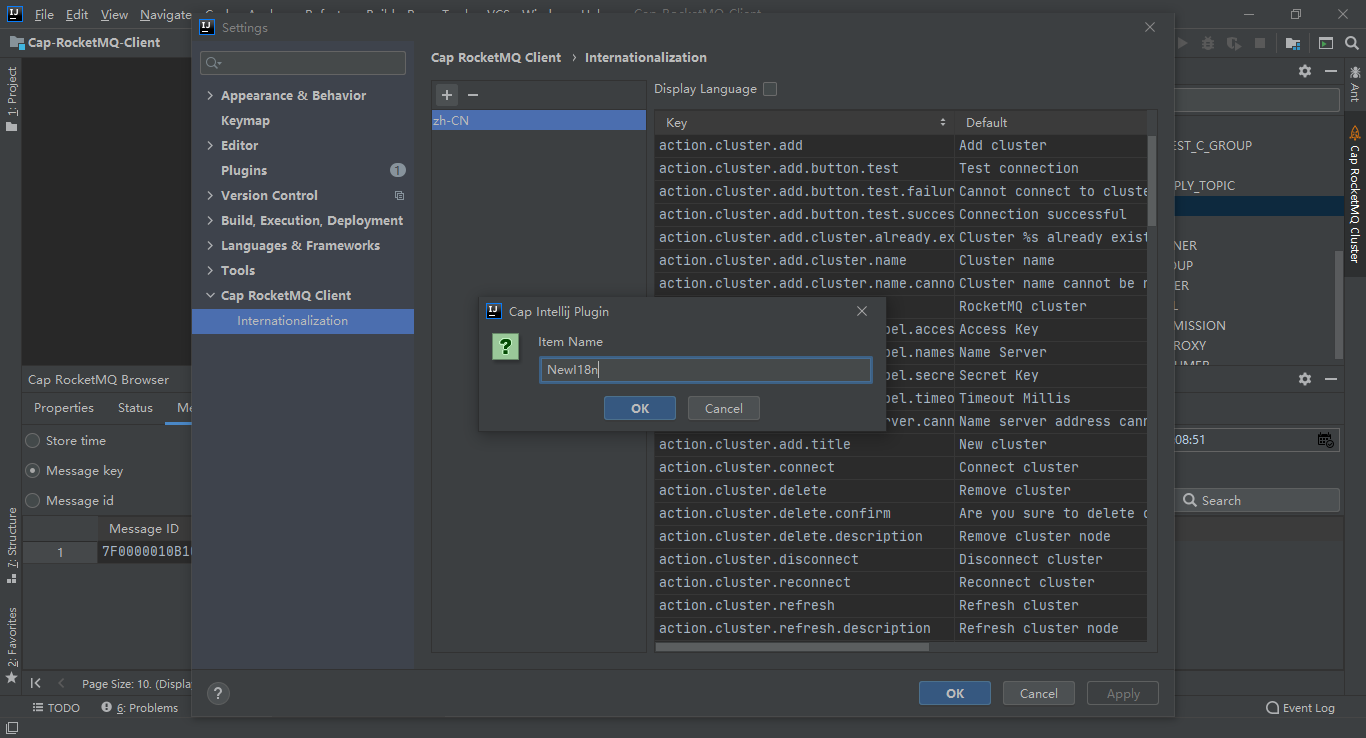 File Edit View Navigate
Cap-RocketMQ-Client
Cap-RocketMQ-Client
Settings
Cap RocketMQ Client › Internationalization
Appearance & Behavior
Keymap
Editor
Plugins 1
Version Control
Build, Execution, Deployment
Languages & Frameworks
Tools
Cap RocketMQ Client
Internationalization
zh-CN
Display Language
Key Default
action.cluster.add Add cluster
action.cluster.add.button.test Test connection
action.cluster.add.button.test.failur Cannot connect to cluste
action.cluster.add.button.test.succes Connection successful
action.cluster.add.cluster.already.ex Cluster %s already exist
action.cluster.add.cluster.name Cluster name
action.cluster.add.cluster.name.canno Cluster name cannot be
RocketMQ cluster
bel.acces Access Key
bel.names Name Server
bel.secre Secret Key
bel.timeo Timeout Millis
rver.cann Name server address cann
action.cluster.add.title New cluster
action.cluster.connect Connect cluster
action.cluster.delete Remove cluster
action.cluster.delete.confirm Are you sure to delete
action.cluster.delete.description Remove cluster node
action.cluster.disconnect Disconnect cluster
action.cluster.reconnect Reconnect cluster
action.cluster.refresh Refresh cluster
action.cluster.refresh.description Refresh cluster node
Cap Intellij Plugin
Item Name
NewI18n
OK Cancel
? OK Cancel Apply
1: Project
Z: Structure
2: Favorites
Cap RocketMQ Browser
Properties Status Me
Store time
Message key
Message id
Message ID
1 7F0000010B1
Page Size: 10. (Displa
TODO 6: Problems
Event Log
Ant
Cap RocketMQ Cluster
EST_C_GROUP
PLY_TOPIC
NER
OUP
ER
MISSION
ROXY
08:51
Search